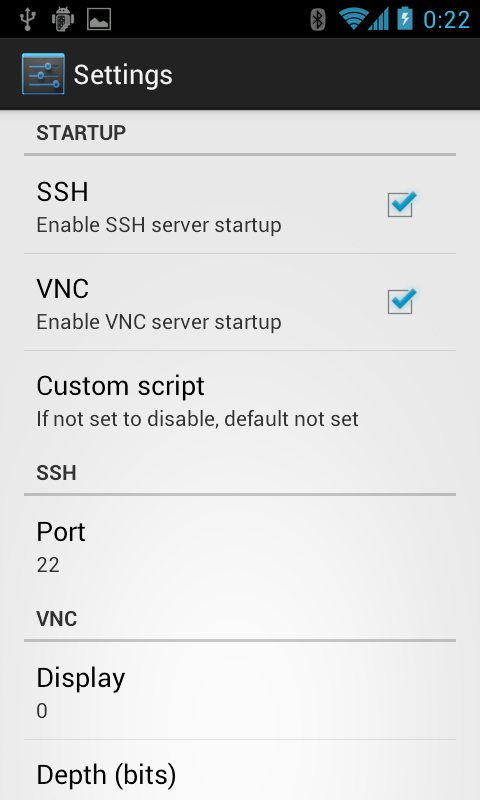 0:22
Settings
STARTUP
SSH
Enable SSH server startup
VNC
Enable VNC server startup
Custom script
If not set to disable, default not set
SSH
Port
22
VNC
Display
0
Depth (bits)